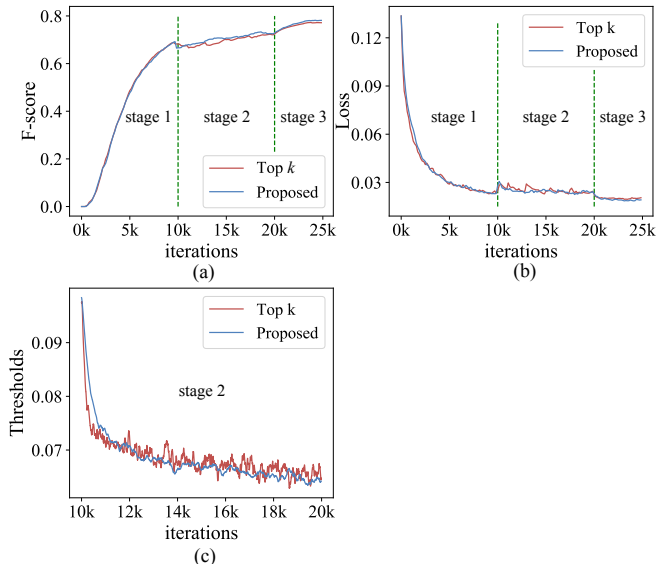 0.8
0.6
0.4
0.2
0.0
F-score
stage 1
stage 2
stage 3
Top k
Proposed
0k 5k 10k 15k 20k 25k
iterations
(a)
0.12
0.09
0.06
0.03
Loss
Top k
Proposed
stage 1
stage 2
stage 3
0k 5k 10k 15k 20k 25k
iterations
(b)
0.09
0.08
0.07
Thresholds
Top k
Proposed
stage 2
10k 12k 14k 16k 18k 20k
iterations
(c)